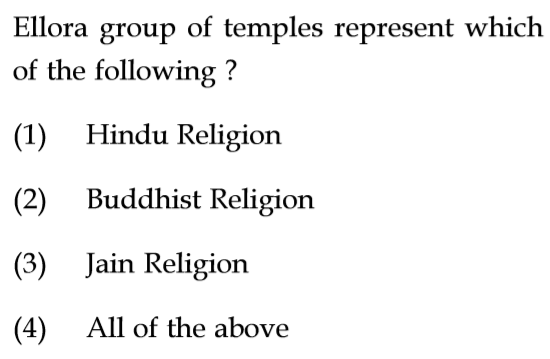 Ellora group of temples represent which
of the following ?
(1) Hindu Religion
(2) Buddhist Religion
(3) Jain Religion
(4) All of the above